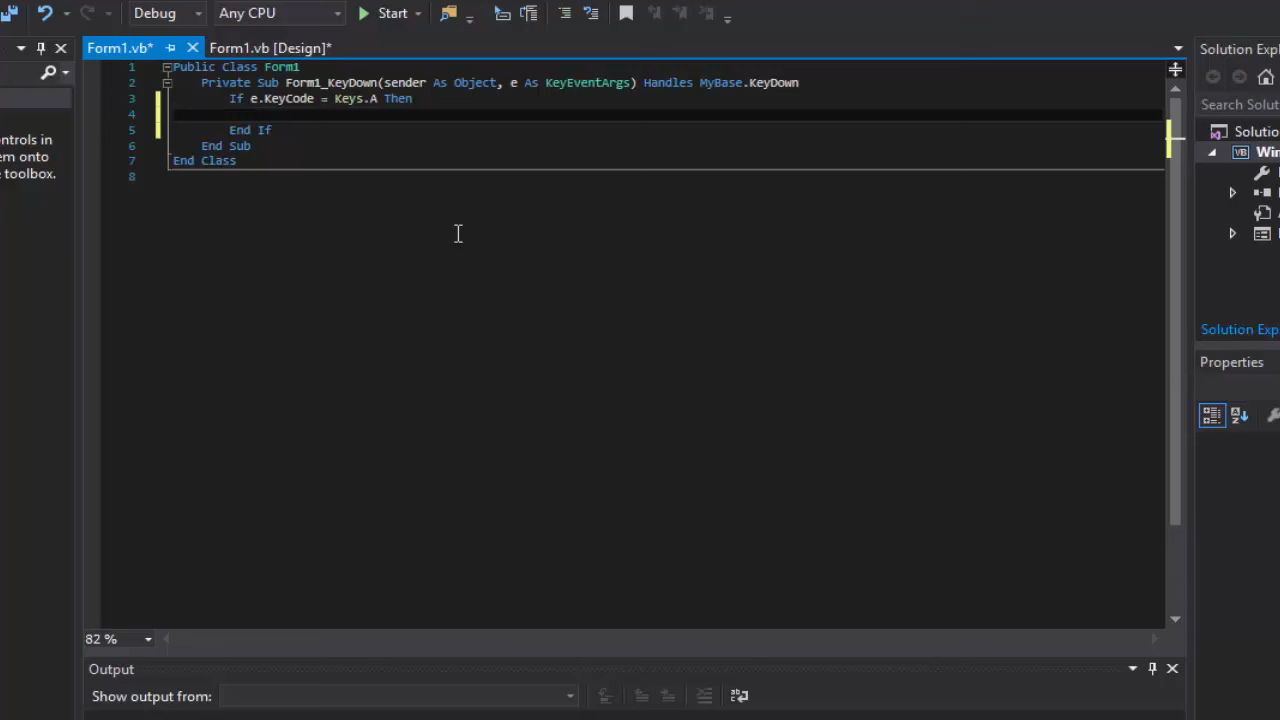 Debug
Any CPU
Start
Form1.vb*
Form1.vb [Design]*
Solution Expl
1 Public Class Form1
2 Private Sub Form1_KeyDown(sender As Object, e As KeyEventArgs) Handles MyBase.KeyDown
3 If e.KeyCode = Keys.A Then
4
5 End If
6 End Sub
7 End Class
8
ontrols in
em onto
e toolbox.
Search Solut
Solutio
VB Win
Solution Exp
Properties
82 %
Output
Show output from: